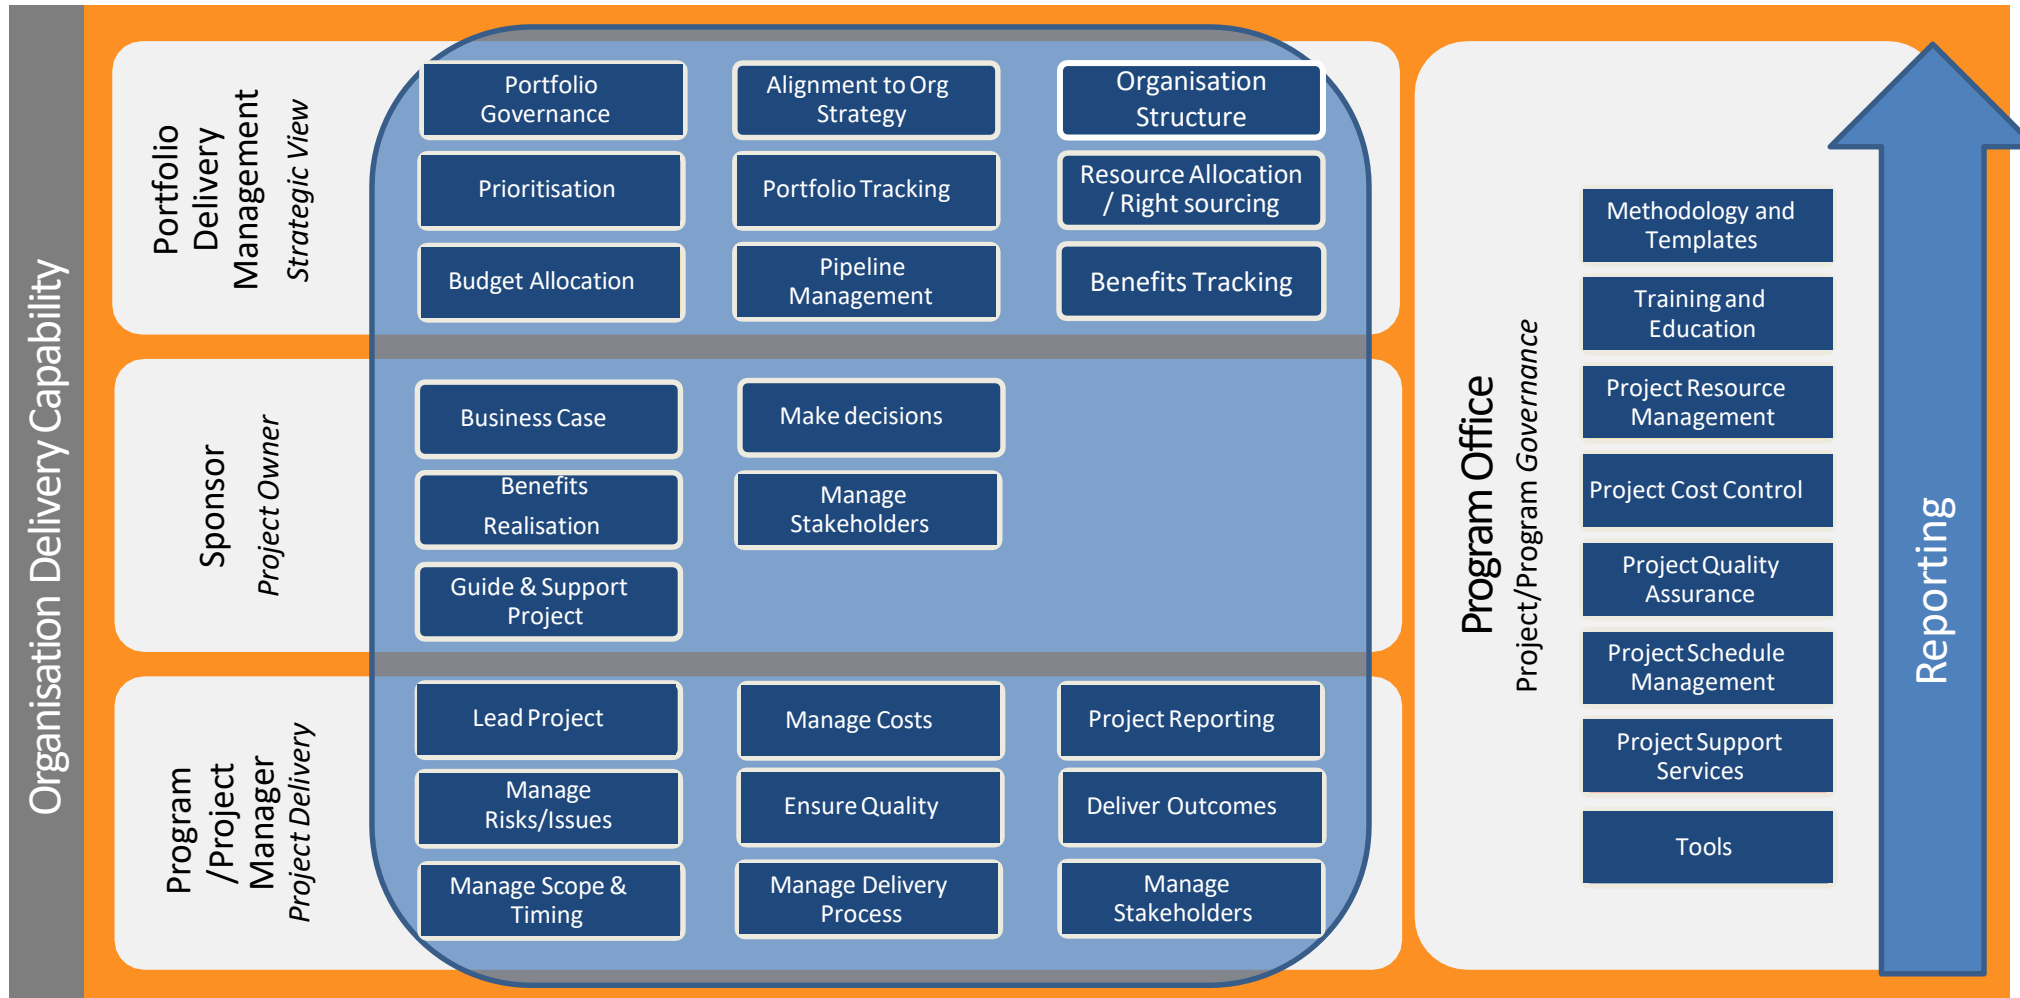 Organisation Delivery Capability
Portfolio
Delivery
Management
Strategic View
Portfolio
Governance
Alignment to Org
Strategy
Organisation
Structure
Prioritisation
Portfolio Tracking
Resource Allocation
/ Right sourcing
Budget Allocation
Pipeline
Management
Benefits Tracking
Sponsor
Project Owner
Business Case
Make decisions
Benefits
Realisation
Manage
Stakeholders
Guide & Support
Project
Program
/Project
Manager
Project Delivery
Lead Project
Manage Costs
Project Reporting
Manage
Risks/Issues
Ensure Quality
Deliver Outcomes
Manage Scope &
Timing
Manage Delivery
Process
Manage
Stakeholders
Program Office
Project/Program Governance
Methodology and
Templates
Training and
Education
Project Resource
Management
Project Cost Control
Project Quality
Assurance
Project Schedule
Management
Project Support
Services
Tools
Reporting